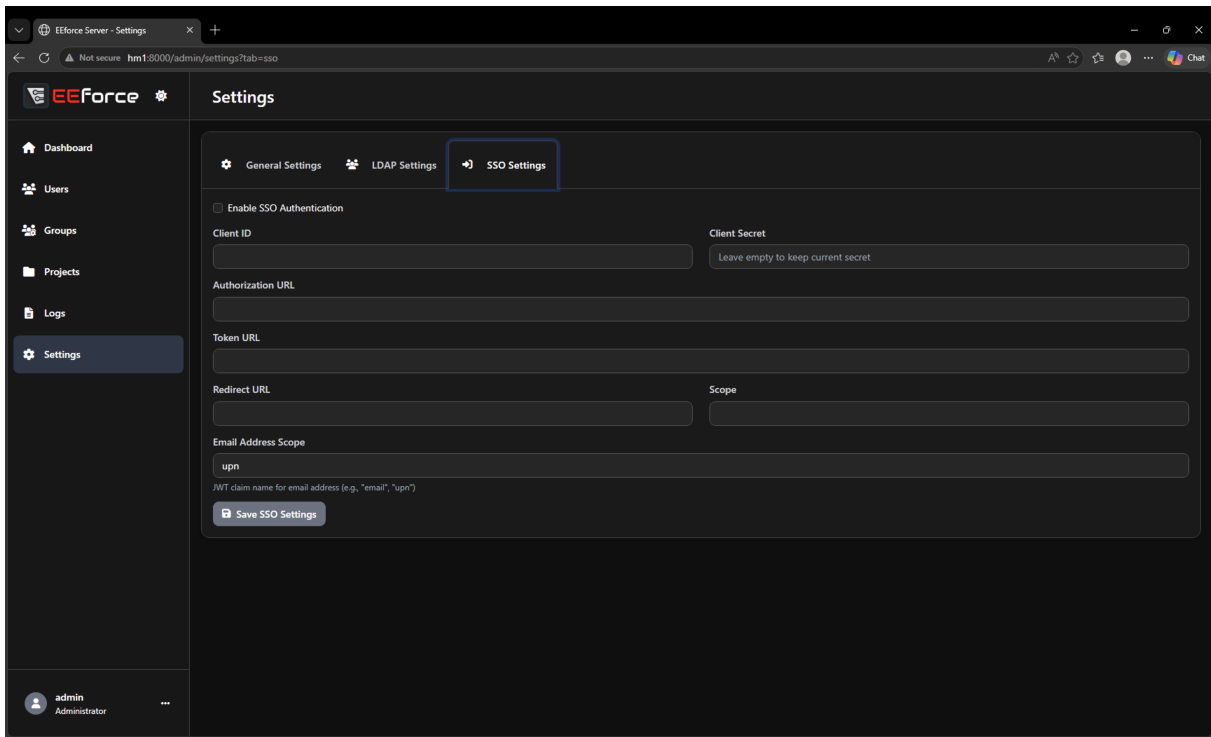 EEforce Server - Settings
Not secure hm1:8000/admin/settings?tab=sso
Chat
EEForce
Settings
Dashboard
Users
Groups
Projects
Logs
Settings
General Settings
LDAP Settings
SSO Settings
Enable SSO Authentication
Client ID
Client Secret
Leave empty to keep current secret
Authorization URL
Token URL
Redirect URL
Scope
Email Address Scope
upn
JWT claim name for email address (e.g., "email", "upn")
Save SSO Settings
admin
Administrator